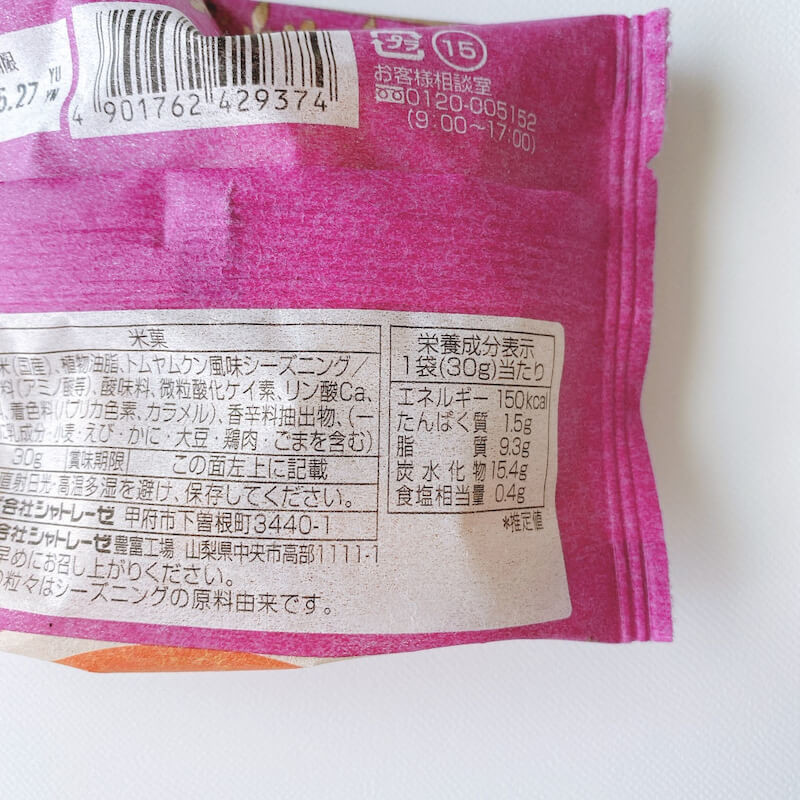 限
5.27 YU
YN
4 901762 429374
プラ 15
お客様相談室
0120-005152
(9:00~17:00)
米菓
米(国産)、植物油脂、トムヤムクン風味シーズニング/
料(アミノ酸等)、酸味料、微粒酸化ケイ素、リン酸Ca、
、着色料(パプリカ色素、カラメル)、香辛料抽出物、(一
乳成分・小麦・えび・かに・大豆・鶏肉・ごまを含む)
30g 賞味期限 この面左上に記載
直射日光・高温多湿を避け、保存してください。
会社シャトレーゼ 甲府市下曽根町3440-1
会社シャトレーゼ 豊富工場 山梨県中央市高部1111-1
早めにお召し上がりください。
粒々はシーズニングの原料由来です。
栄養成分表示
1袋(30g)当たり
エネルギー 150kcal
たんぱく質 1.5g
脂質 9.3g
炭水化物 15.4g
食塩相当量 0.4g
※推定値